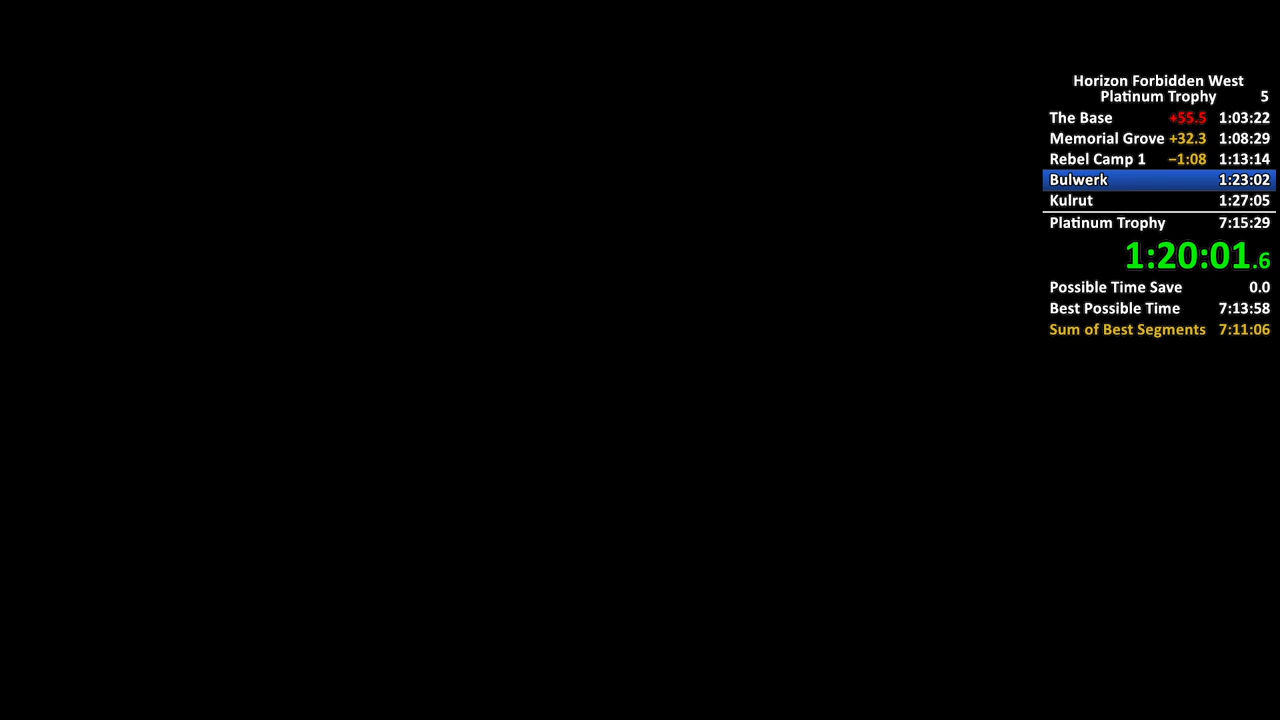 Horizon Forbidden West
Platinum Trophy 5
The Base +55.5 1:03:22
Memorial Grove +32.3 1:08:29
Rebel Camp 1 −1:08 1:13:14
Bulwerk 1:23:02
Kulrut 1:27:05
Platinum Trophy 7:15:29
1:20:01.6
Possible Time Save 0.0
Best Possible Time 7:13:58
Sum of Best Segments 7:11:06